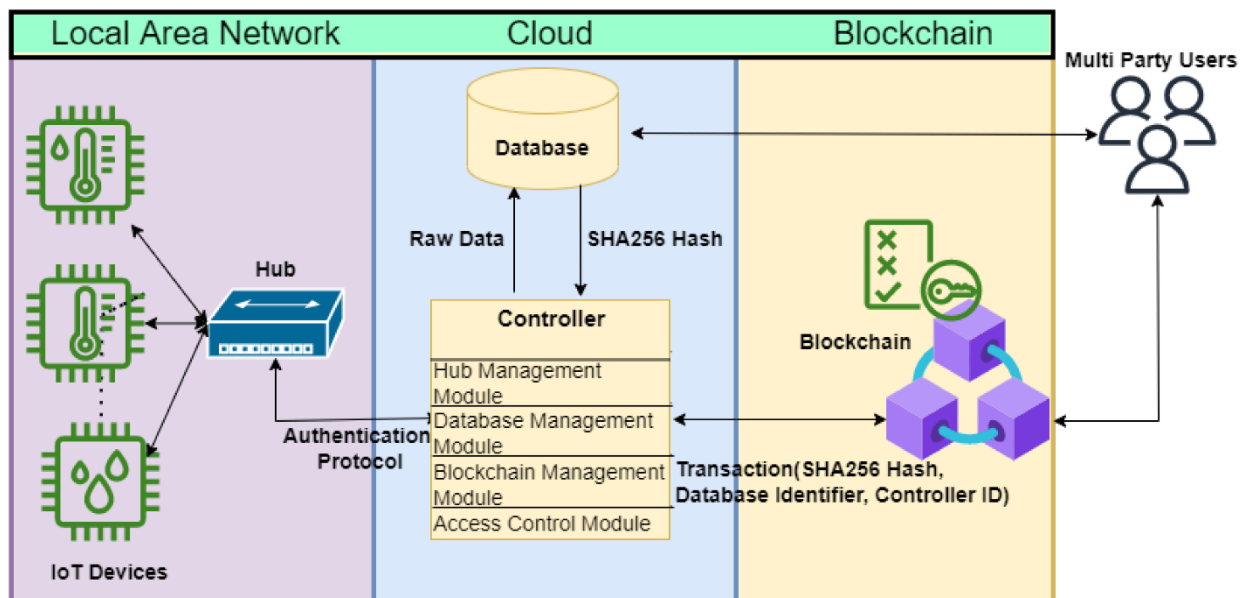 Local Area Network
Cloud
Blockchain
Multi Party Users
Database
Raw Data
SHA256 Hash
Hub
Controller
Blockchain
Hub Management
Module
Database Management
Module
Blockchain Management
Module
Access Control Module
Authentication
Protocol
Transaction(SHA256 Hash,
Database Identifier, Controller ID)
IoT Devices